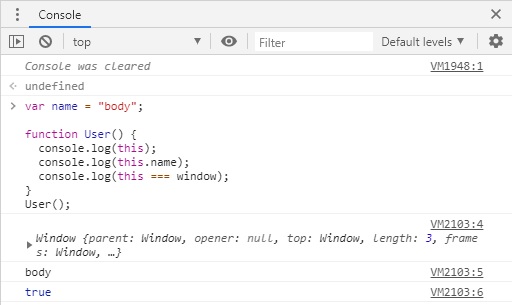 Console
top
Filter
Default levels
Console was cleared VM1948:1
undefined
var name = "body";
function User() {
console.log(this);
console.log(this.name);
console.log(this === window);
}
User();
VM2103:4
Window {parent: Window, opener: null, top: Window, length: 3, frame
s: Window, …}
body VM2103:5
true VM2103:6